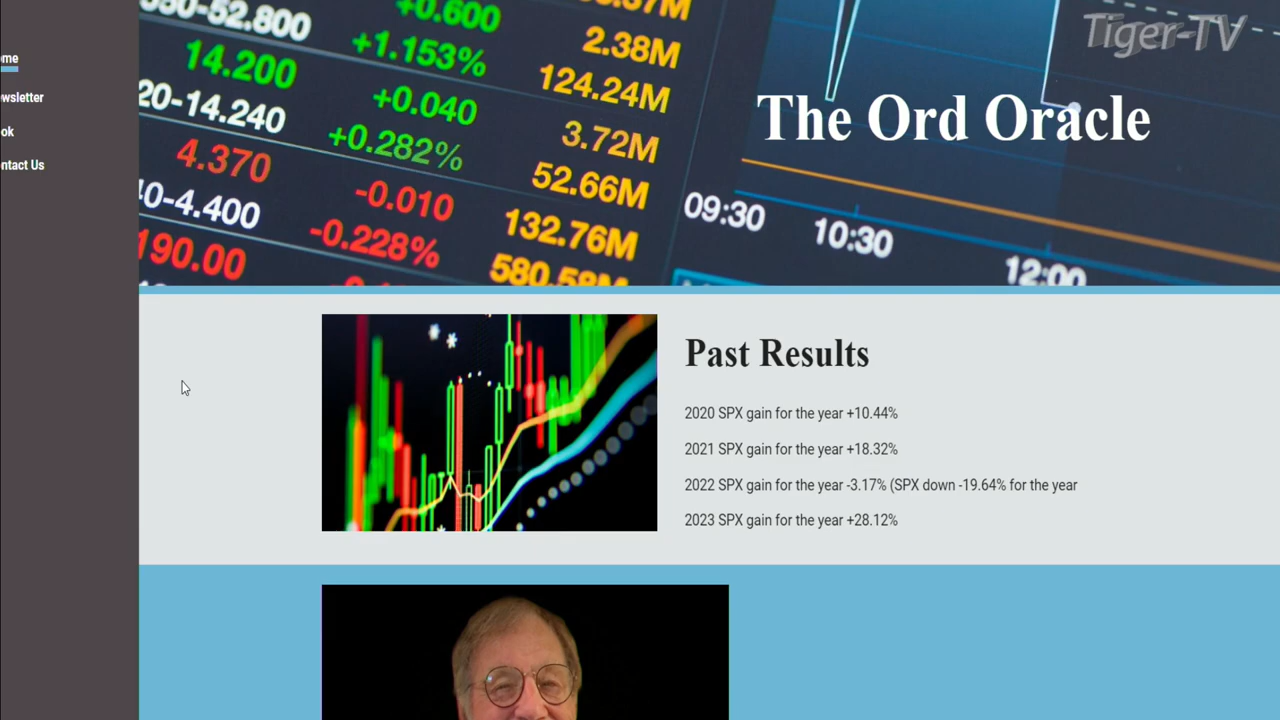 Tiger-TV
The Ord Oracle
ome
wsletter
ok
ntact Us
-52.800
+0.600
2.38M
14.200
+1.153%
124.24M
20-14.240
+0.040
3.72M
4.370
+0.282%
52.66M
0-4.400
-0.010
132.76M
190.00
-0.228%
580.58M
09:30
10:30
12:00
Past Results
2020 SPX gain for the year +10.44%
2021 SPX gain for the year +18.32%
2022 SPX gain for the year -3.17% (SPX down -19.64% for the year
2023 SPX gain for the year +28.12%